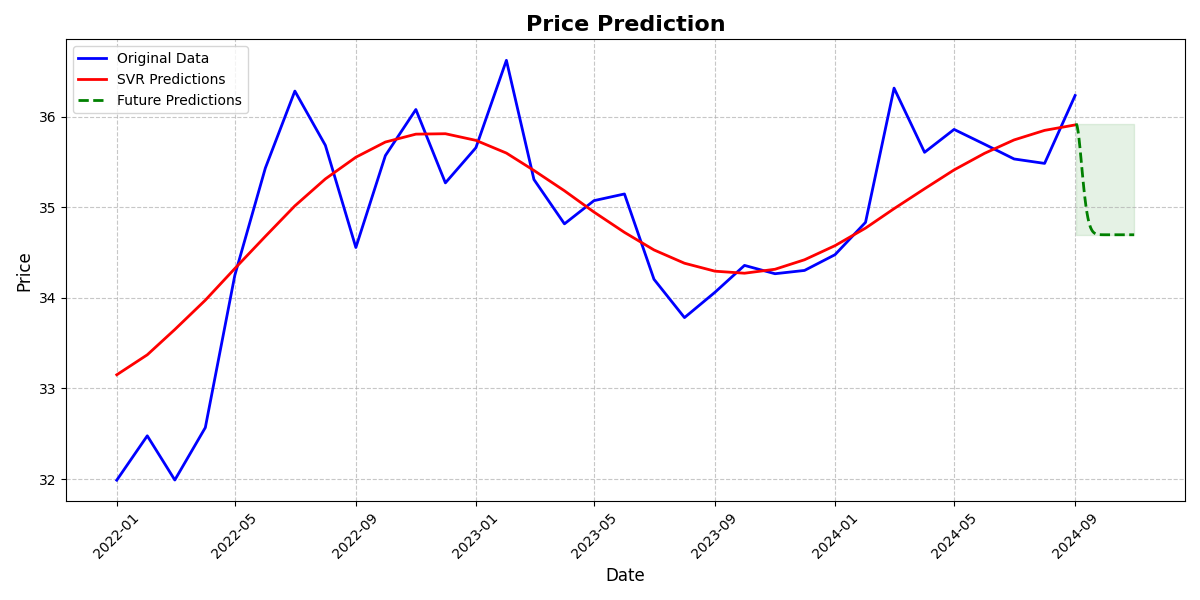 Price Prediction
Original Data
SVR Predictions
Future Predictions
Price
36
35
34
33
32
2022-01
2022-05
2022-09
2023-01
2023-05
2023-09
2024-01
2024-05
2024-09
Date